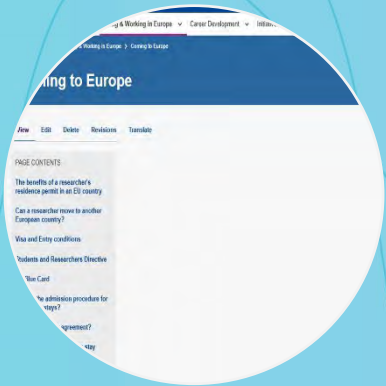 & Working in Europe Career Development
& Working in Europe > Coming to Europe
ing to Europe
View Edit Delete Revisions Translate
PAGE CONTENTS
The benefits of a researcher's
residence permit in an EU country
Can a researcher move to another
European country?
Visa and Entry conditions
Students and Researchers Directive
Blue Card
the admission procedure for
stays?
agreement?
stay